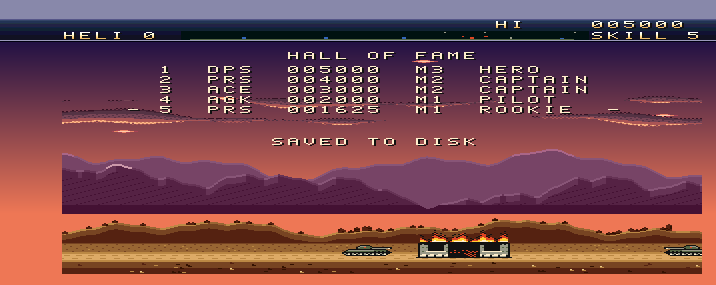 HI 005000
HELI 0 SKILL 5
HALL OF FAME
1 DPS 005000 M3 HERO
2 PRS 004000 M3 CAPTAIN
3 ACE 003000 M2 CAPTAIN
4 AGK 002000 M1 PILOT
– 5 PRS 001625 M1 ROOKIE –
SAVED TO DISK